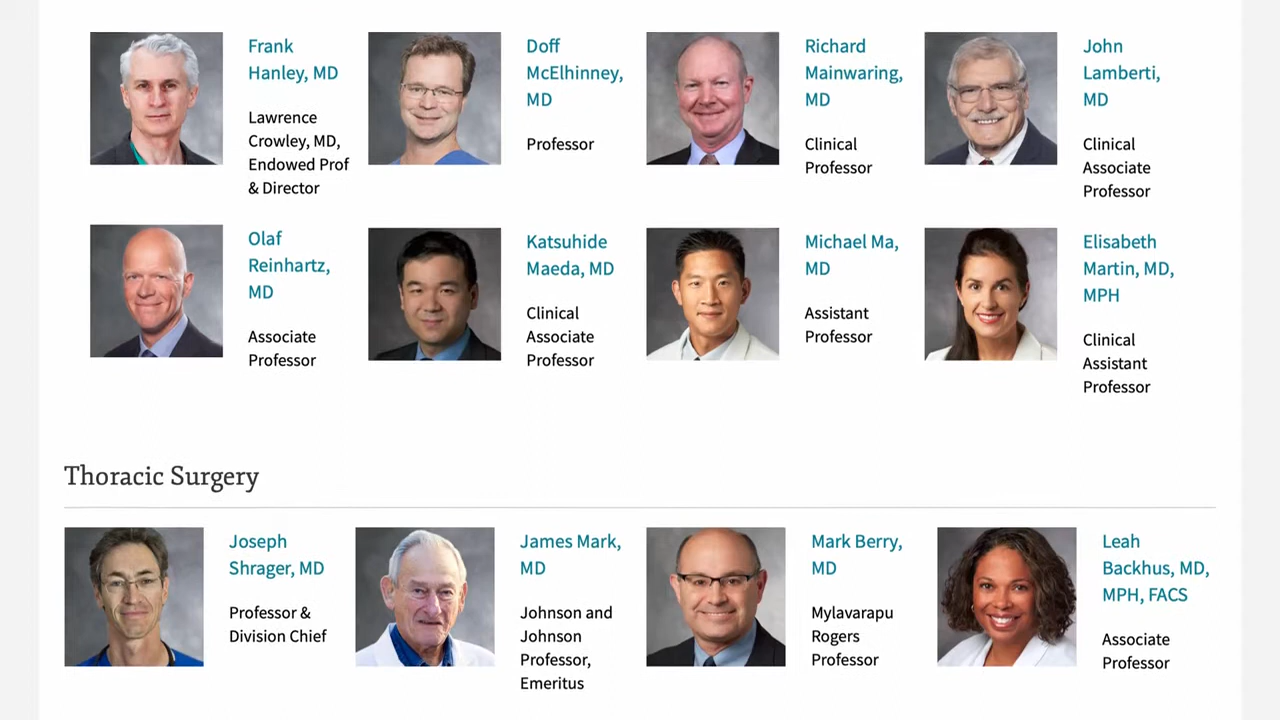 Frank
Hanley, MD
Lawrence
Crowley, MD,
Endowed Prof
& Director
Doff
McElhinney,
MD
Professor
Richard
Mainwaring,
MD
Clinical
Professor
John
Lamberti,
MD
Clinical
Associate
Professor
Olaf
Reinhartz,
MD
Associate
Professor
Katsuhide
Maeda, MD
Clinical
Associate
Professor
Michael Ma,
MD
Assistant
Professor
Elisabeth
Martin, MD,
MPH
Clinical
Assistant
Professor
Thoracic Surgery
Joseph
Shrager, MD
Professor &
Division Chief
James Mark,
MD
Johnson and
Johnson
Professor,
Emeritus
Mark Berry,
MD
Mylavarapu
Rogers
Professor
Leah
Backhus, MD,
MPH, FACS
Associate
Professor